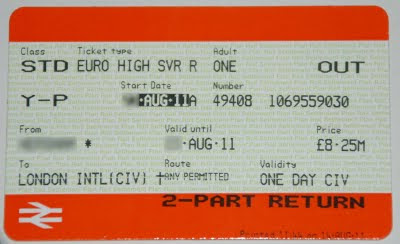 Class Ticket type Adult
STD EURO HIGH SVR R ONE OUT
Start Date Number
Y-P ·AUG·11A 49408 1069559030
From Valid until Price
* ·AUG·11 £8·25M
To Route Validity
LONDON INTL(CIV) † ANY PERMITTED ONE DAY CIV
2-PART RETURN
Printed